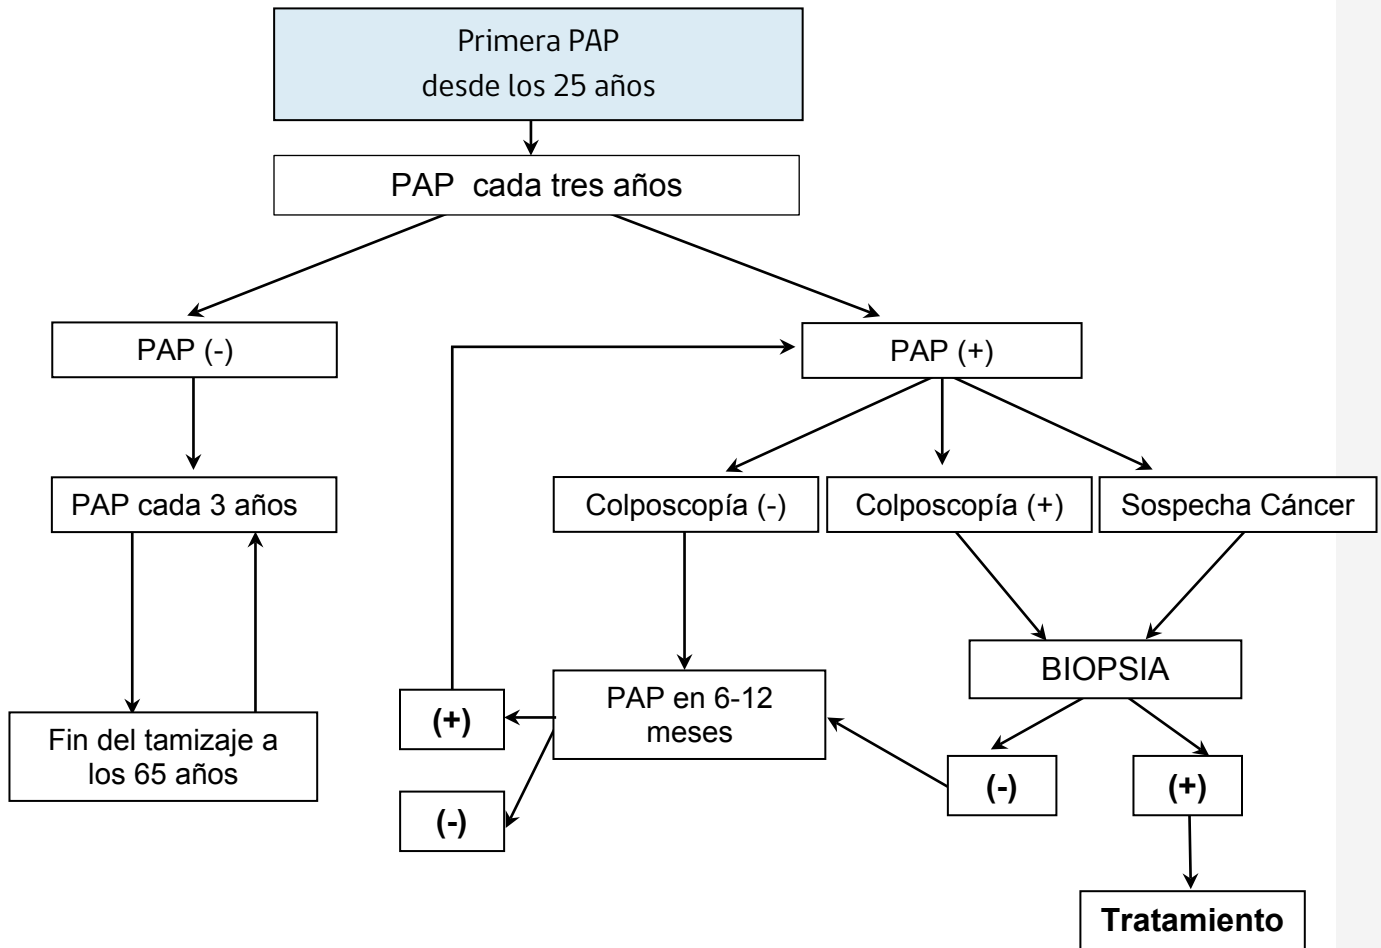 Primera PAP
desde los 25 años
PAP cada tres años
PAP (-)
PAP (+)
PAP cada 3 años
Colposcopía (-)
Colposcopía (+)
Sospecha Cáncer
BIOPSIA
PAP en 6-12
meses
(+)
Fin del tamizaje a
los 65 años
(-)
(+)
(-)
Tratamiento